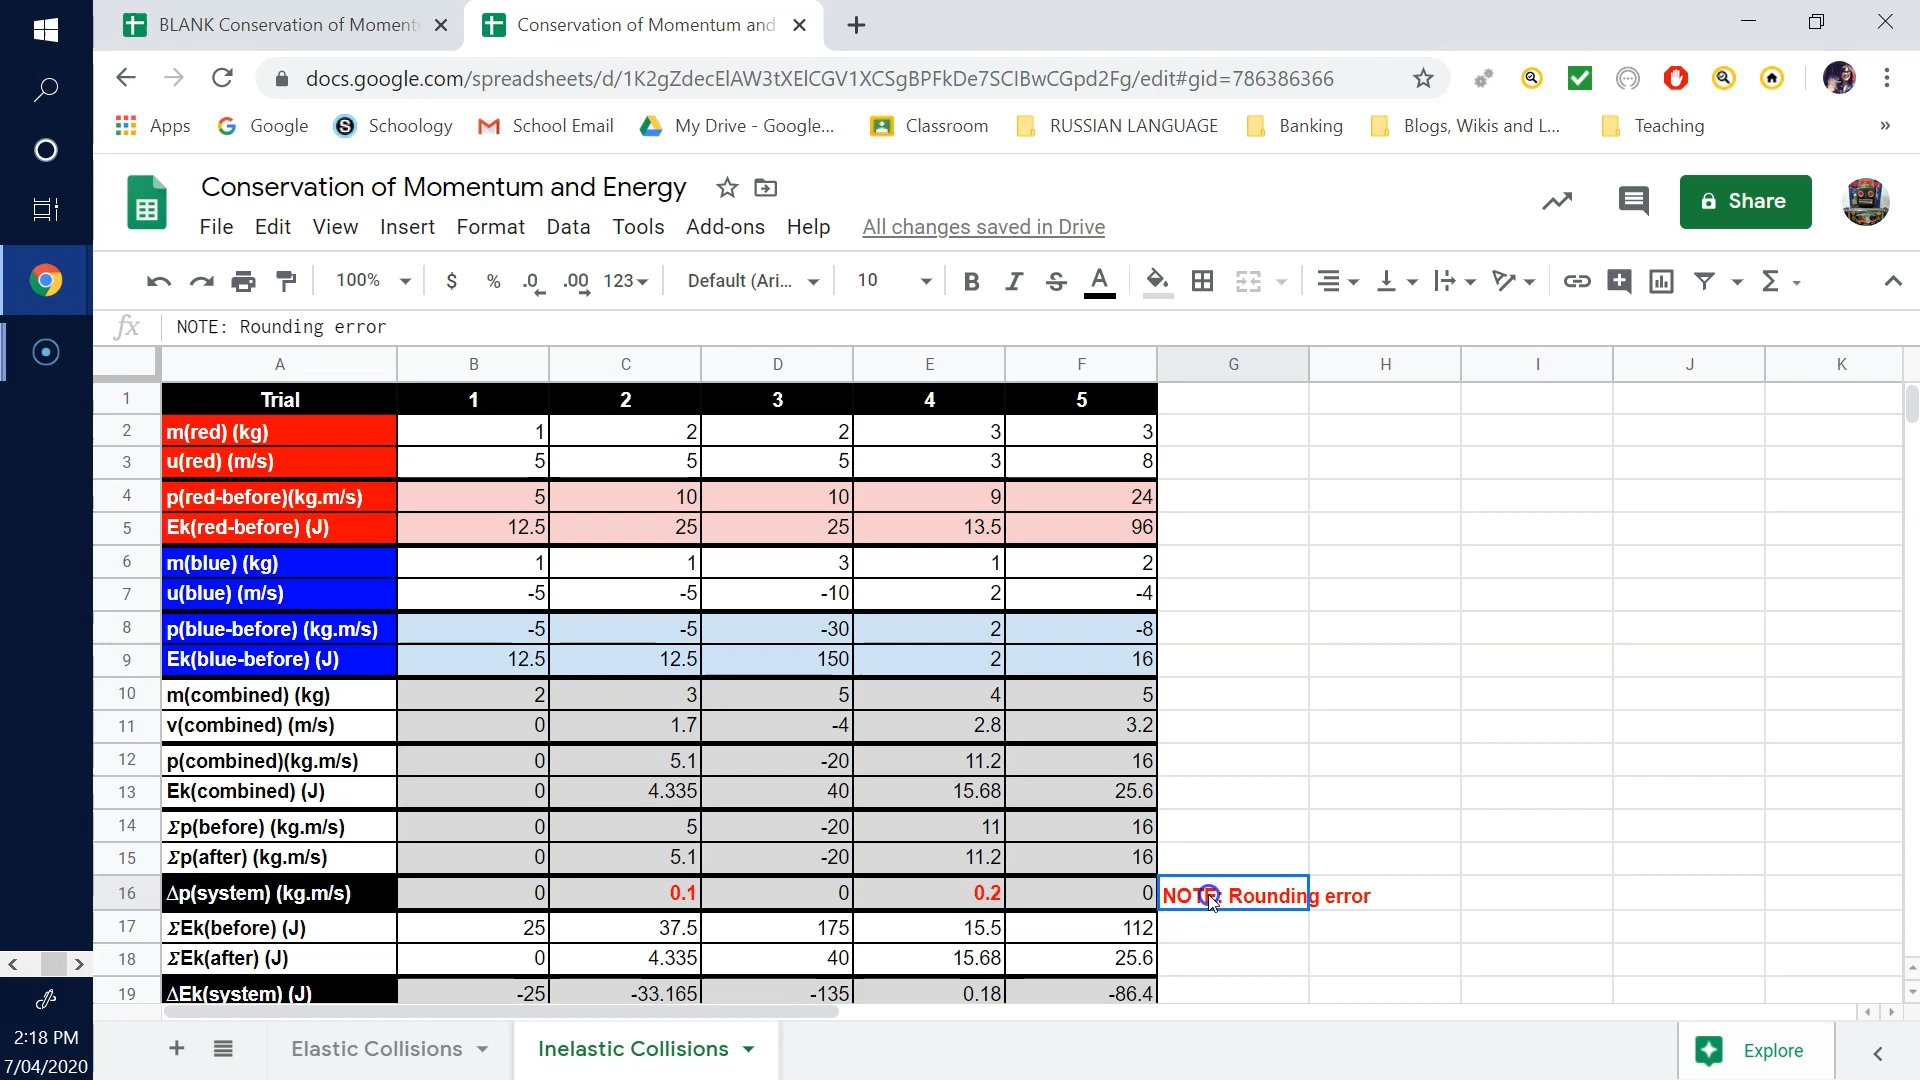 BLANK Conservation of Moment
Conservation of Momentum and
docs.google.com/spreadsheets/d/1K2gZdecElAW3tXElCGV1XCSgBPFkDe7SCIBwCGpd2Fg/edit#gid=786386366
Apps Google Schoology School Email My Drive - Google... Classroom RUSSIAN LANGUAGE Banking Blogs, Wikis and L... Teaching »
Conservation of Momentum and Energy
Share
File Edit View Insert Format Data Tools Add-ons Help All changes saved in Drive
100% $ % .0 .00 123 Default (Ari... 10 B I S A Σ
fx NOTE: Rounding error
A B C D E F G H I J K
1 Trial 1 2 3 4 5
2 m(red) (kg) 1 2 2 3 3
3 u(red) (m/s) 5 5 5 3 8
4 p(red-before)(kg.m/s) 5 10 10 9 24
5 Ek(red-before) (J) 12.5 25 25 13.5 96
6 m(blue) (kg) 1 1 3 1 2
7 u(blue) (m/s) -5 -5 -10 2 -4
8 p(blue-before) (kg.m/s) -5 -5 -30 2 -8
9 Ek(blue-before) (J) 12.5 12.5 150 2 16
10 m(combined) (kg) 2 3 5 4 5
11 v(combined) (m/s) 0 1.7 -4 2.8 3.2
12 p(combined)(kg.m/s) 0 5.1 -20 11.2 16
13 Ek(combined) (J) 0 4.335 40 15.68 25.6
14 Σp(before) (kg.m/s) 0 5 -20 11 16
15 Σp(after) (kg.m/s) 0 5.1 -20 11.2 16
16 Δp(system) (kg.m/s) 0 0.1 0 0.2 0 NOTE: Rounding error
17 ΣEk(before) (J) 25 37.5 175 15.5 112
18 ΣEk(after) (J) 0 4.335 40 15.68 25.6
19 ΔEk(system) (J) -25 -33.165 -135 0.18 -86.4
Elastic Collisions Inelastic Collisions Explore
2:18 PM
7/04/2020